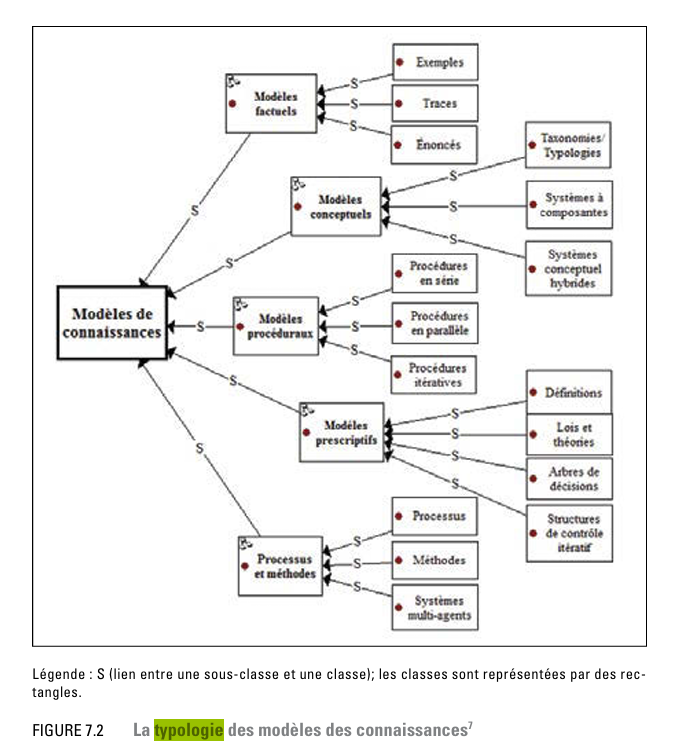 Exemples
Modèles
factuels
Traces
Énoncés
S
S
S
Taxonomies/
Typologies
Modèles
conceptuels
Systèmes à
composantes
Systèmes
conceptuel
hybrides
S
S
S
S
S
Modèles de
connaissances
Procédures
en série
Modèles
procéduraux
Procédures
en parallèle
Procédures
itératives
S
S
S
S
S
Définitions
Modèles
prescriptifs
Lois et
théories
Arbres de
décisions
Structures
de contrôle
itératif
S
S
S
S
S
Processus
Processus
et méthodes
Méthodes
Systèmes
multi-agents
S
S
S
Légende : S (lien entre une sous-classe et une classe); les classes sont représentées par des rec-
tangles.
FIGURE 7.2 La typologie des modèles des connaissances7